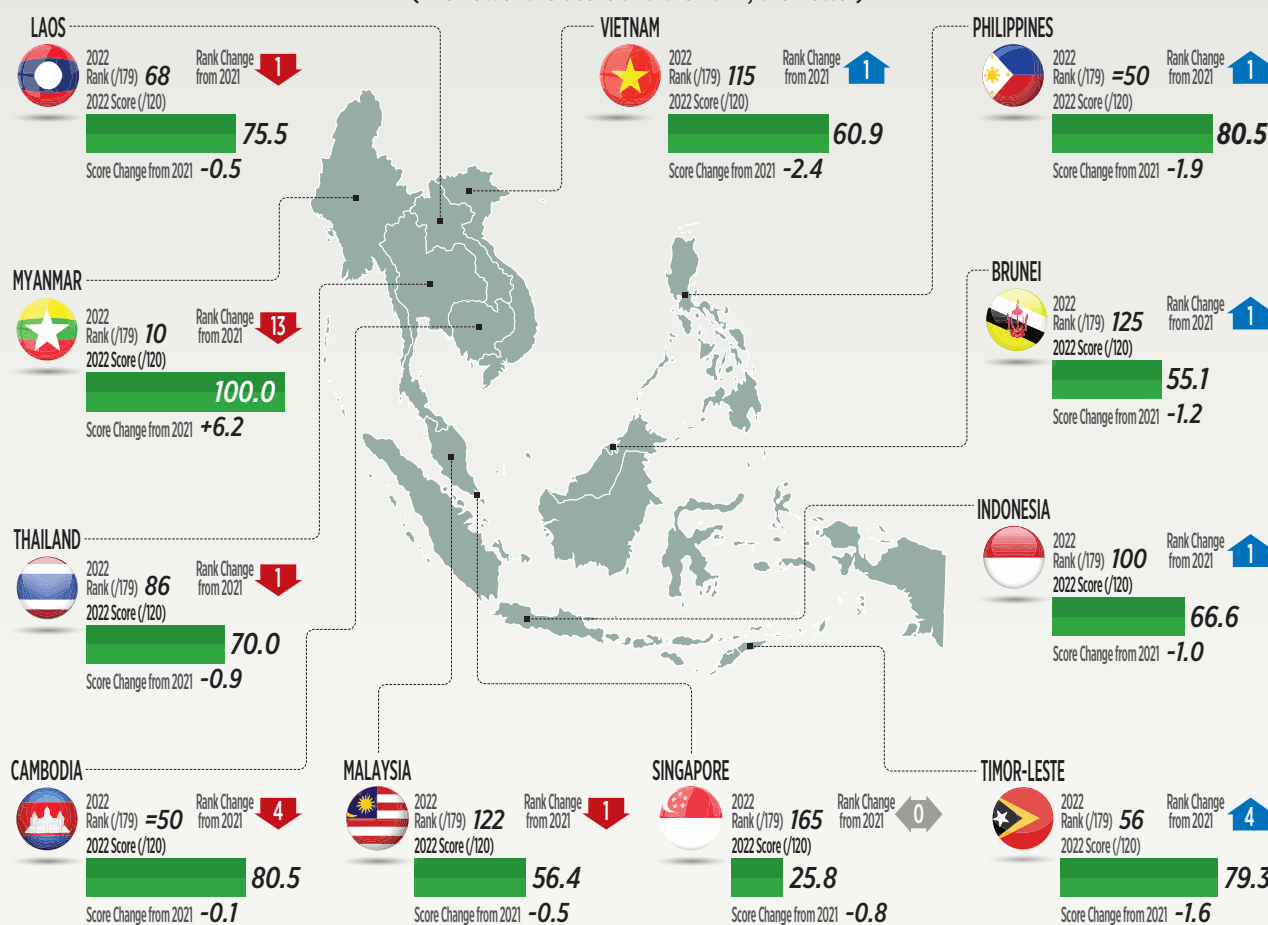 LAOS
2022
Rank (/179) 68
Rank Change
from 2021
1
2022 Score (/120)
75.5
Score Change from 2021 -0.5
VIETNAM
2022
Rank (/179) 115
Rank Change
from 2021
1
2022 Score (/120)
60.9
Score Change from 2021 -2.4
PHILIPPINES
2022
Rank (/179) =50
Rank Change
from 2021
1
2022 Score (/120)
80.5
Score Change from 2021 -1.9
MYANMAR
2022
Rank (/179) 10
Rank Change
from 2021
13
2022 Score (/120)
100.0
Score Change from 2021 +6.2
BRUNEI
2022
Rank (/179) 125
Rank Change
from 2021
1
2022 Score (/120)
55.1
Score Change from 2021 -1.2
THAILAND
2022
Rank (/179) 86
Rank Change
from 2021
1
2022 Score (/120)
70.0
Score Change from 2021 -0.9
INDONESIA
2022
Rank (/179) 100
Rank Change
from 2021
1
2022 Score (/120)
66.6
Score Change from 2021 -1.0
CAMBODIA
2022
Rank (/179) =50
Rank Change
from 2021
4
2022 Score (/120)
80.5
Score Change from 2021 -0.1
MALAYSIA
2022
Rank (/179) 122
Rank Change
from 2021
1
2022 Score (/120)
56.4
Score Change from 2021 -0.5
SINGAPORE
2022
Rank (/179) 165
Rank Change
from 2021
0
2022 Score (/120)
25.8
Score Change from 2021 -0.8
TIMOR-LESTE
2022
Rank (/179) 56
Rank Change
from 2021
4
2022 Score (/120)
79.3
Score Change from 2021 -1.6